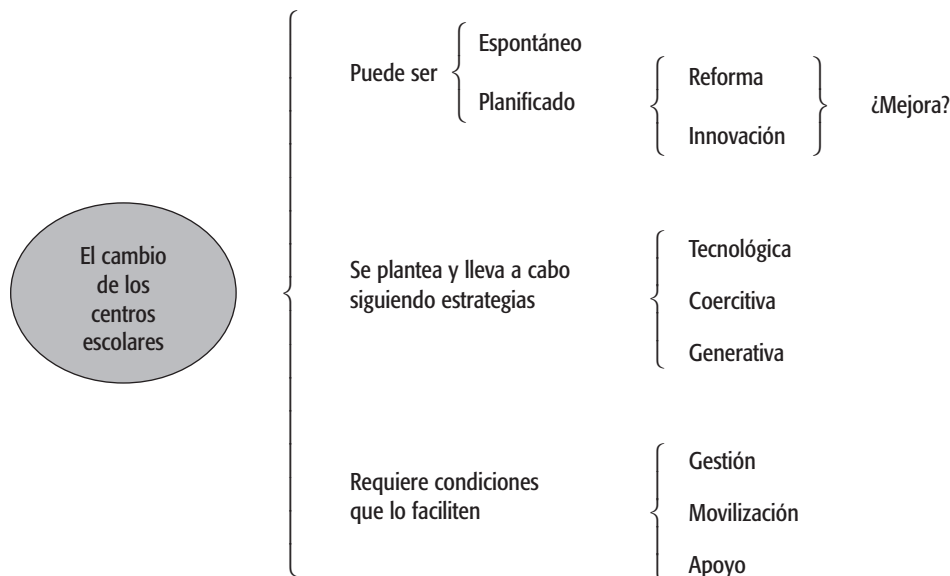 El cambio
de los
centros
escolares
Puede ser
Espontáneo
Planificado
Reforma
Innovación
¿Mejora?
Se plantea y lleva a cabo
siguiendo estrategias
Tecnológica
Coercitiva
Generativa
Requiere condiciones
que lo faciliten
Gestión
Movilización
Apoyo